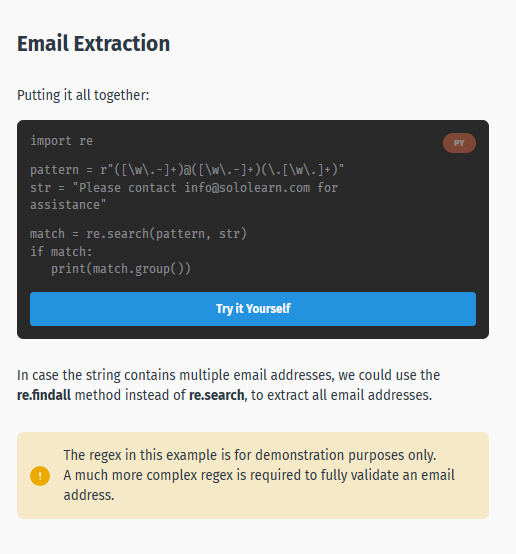 Email Extraction
Putting it all together:
import re
PY
pattern = r"([\w\.-]+)@([\w\.-]+)(\.[\w\.]+)"
str = "Please contact info@sololearn.com for
assistance"
match = re.search(pattern, str)
if match:
   print(match.group())
Try it Yourself
In case the string contains multiple email addresses, we could use the
re.findall method instead of re.search, to extract all email addresses.
!
The regex in this example is for demonstration purposes only.
A much more complex regex is required to fully validate an email
address.